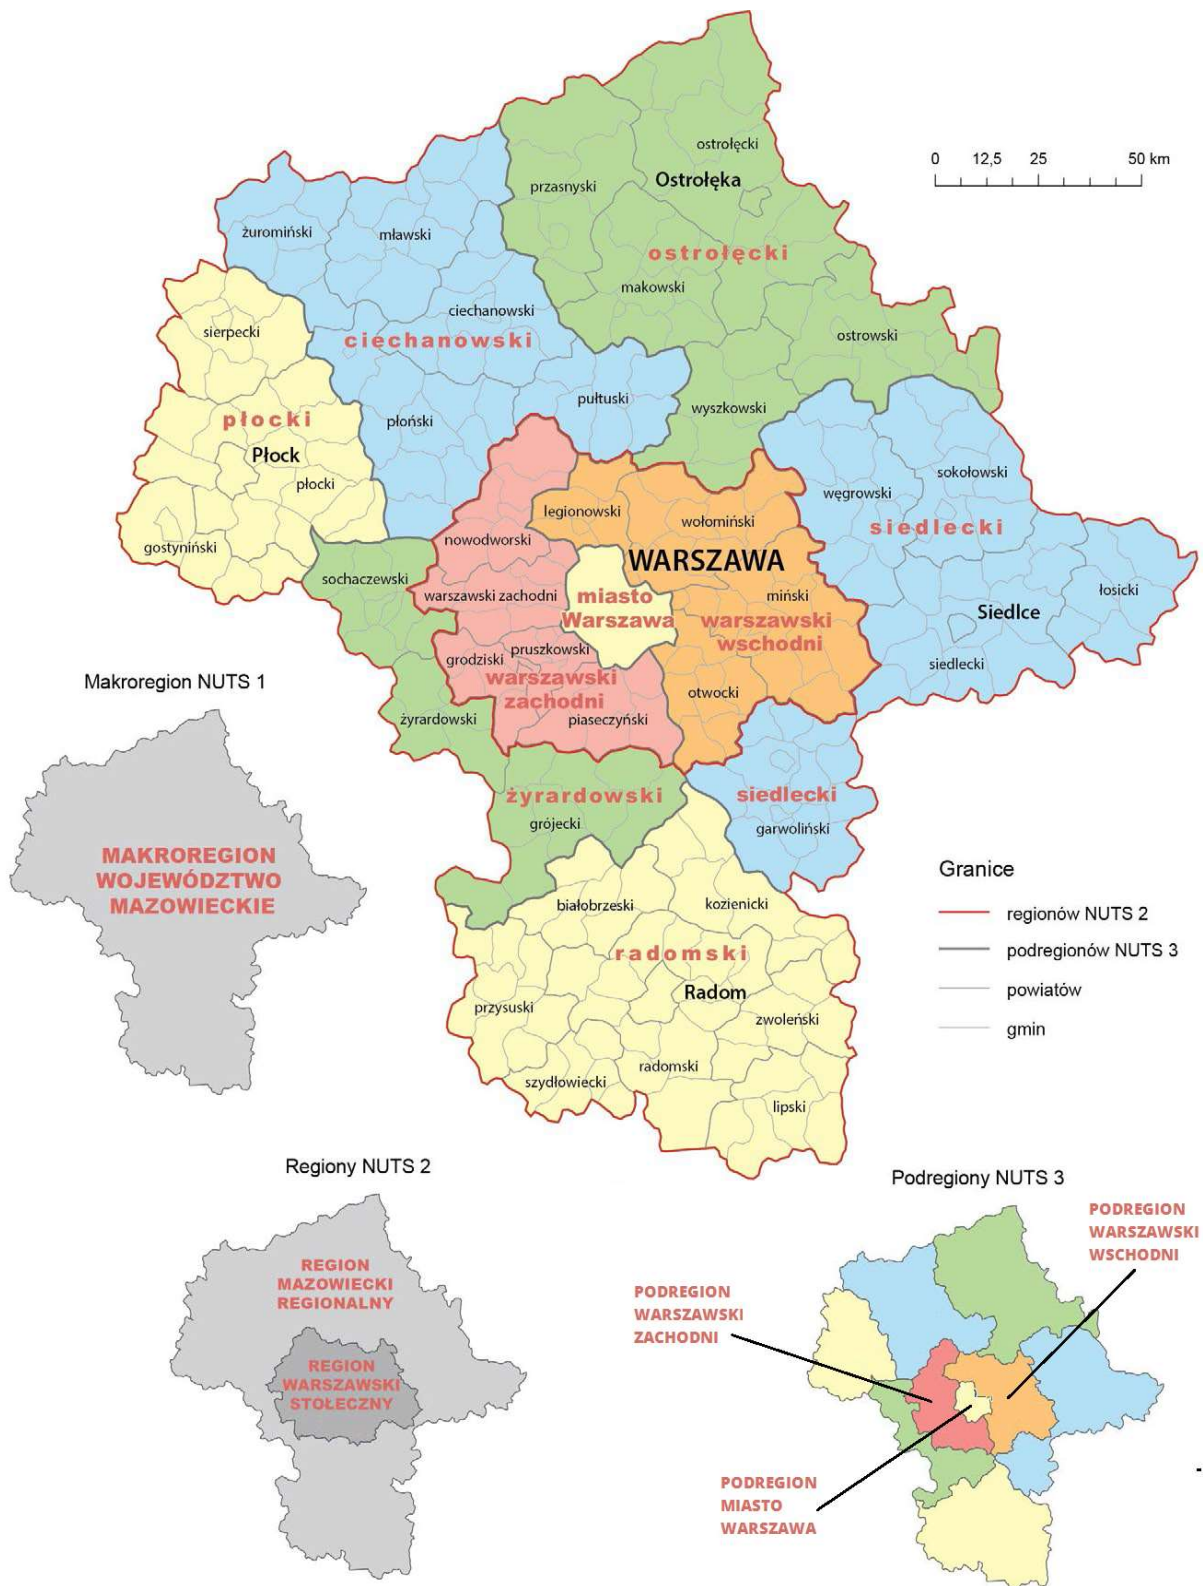 ostrołęcki
przasnyski
Ostrołęka
0 12,5 25 50 km
żuromiński
mławski
ostrołęcki
makowski
ciechanowski
sierpecki
ciechanowski
ostrowski
płocki
płoński
pułtuski
wyszkowski
Płock
płocki
sokołowski
węgrowski
siedlecki
legionowski
wołomiński
gostyniński
nowodworski
WARSZAWA
sochaczewski
warszawski zachodni
miasto
Warszawa
miński
warszawski
wschodni
łosicki
Siedlce
siedlecki
pruszkowski
grodziski
warszawski
zachodni
otwocki
piaseczyński
żyrardowski
Makroregion NUTS 1
MAKROREGION
WOJEWÓDZTWO
MAZOWIECKIE
żyrardowski
grójecki
siedlecki
garwoliński
białobrzeski
kozienicki
radomski
Radom
przysuski
zwoleński
radomski
szydłowiecki
lipski
Granice
regionów NUTS 2
podregionów NUTS 3
powiatów
gmin
Regiony NUTS 2
REGION
MAZOWIECKI
REGIONALNY
REGION
WARSZAWSKI
STOŁECZNY
Podregiony NUTS 3
PODREGION
WARSZAWSKI
WSCHODNI
PODREGION
WARSZAWSKI
ZACHODNI
PODREGION
MIASTO
WARSZAWA